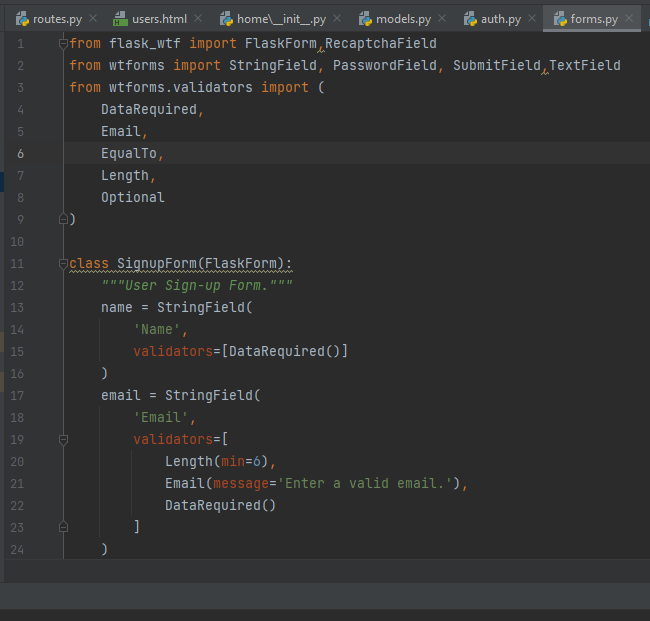 routes.py users.html home\__init__.py models.py auth.py forms.py
1 from flask_wtf import FlaskForm,RecaptchaField
2 from wtforms import StringField, PasswordField, SubmitField,TextField
3 from wtforms.validators import (
4 DataRequired,
5 Email,
6 EqualTo,
7 Length,
8 Optional
9 )
10
11 class SignupForm(FlaskForm):
12 """User Sign-up Form."""
13 name = StringField(
14 'Name',
15 validators=[DataRequired()]
16 )
17 email = StringField(
18 'Email',
19 validators=[
20 Length(min=6),
21 Email(message='Enter a valid email.'),
22 DataRequired()
23 ]
24 )